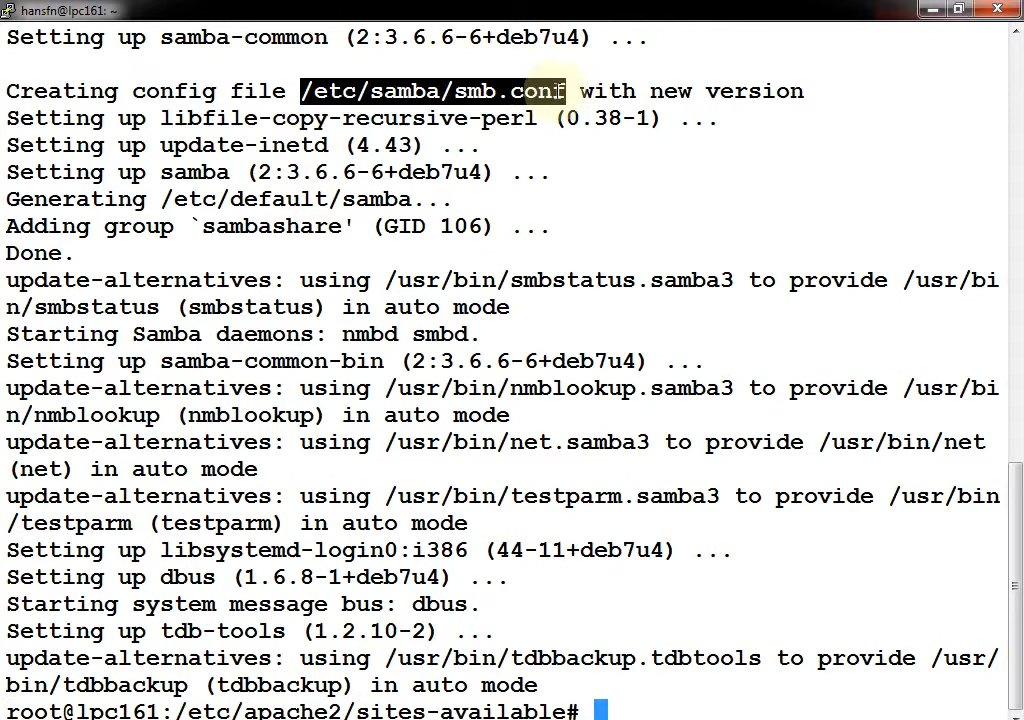 hansfn@lpc161: ~
Setting up samba-common (2:3.6.6-6+deb7u4) ...
Creating config file /etc/samba/smb.conf with new version
Setting up libfile-copy-recursive-perl (0.38-1) ...
Setting up update-inetd (4.43) ...
Setting up samba (2:3.6.6-6+deb7u4) ...
Generating /etc/default/samba...
Adding group `sambashare' (GID 106) ...
Done.
update-alternatives: using /usr/bin/smbstatus.samba3 to provide /usr/bi
n/smbstatus (smbstatus) in auto mode
Starting Samba daemons: nmbd smbd.
Setting up samba-common-bin (2:3.6.6-6+deb7u4) ...
update-alternatives: using /usr/bin/nmblookup.samba3 to provide /usr/bi
n/nmblookup (nmblookup) in auto mode
update-alternatives: using /usr/bin/net.samba3 to provide /usr/bin/net
(net) in auto mode
update-alternatives: using /usr/bin/testparm.samba3 to provide /usr/bin
/testparm (testparm) in auto mode
Setting up libsystemd-login0:i386 (44-11+deb7u4) ...
Setting up dbus (1.6.8-1+deb7u4) ...
Starting system message bus: dbus.
Setting up tdb-tools (1.2.10-2) ...
update-alternatives: using /usr/bin/tdbbackup.tdbtools to provide /usr/
bin/tdbbackup (tdbbackup) in auto mode
root@lpc161:/etc/apache2/sites-available#